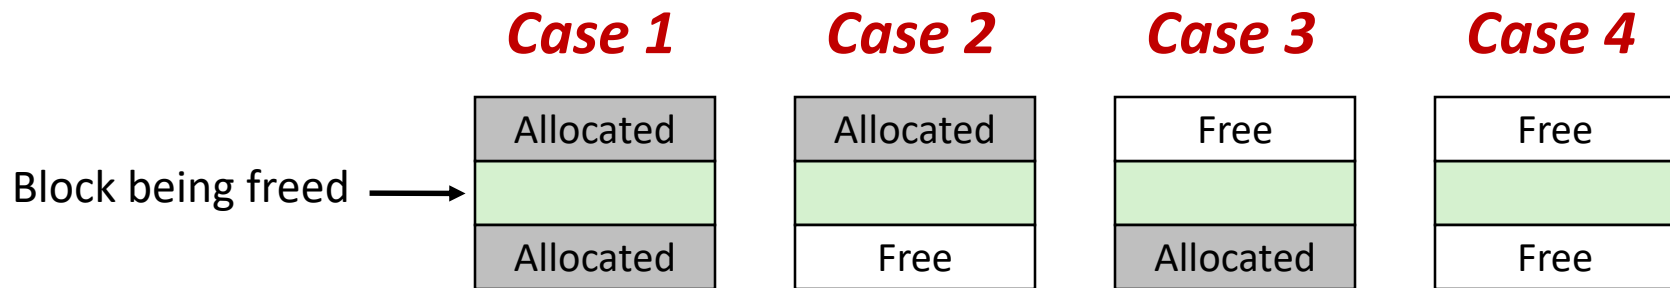 Case 1 Case 2 Case 3 Case 4
Allocated Allocated Free Free
Block being freed
Allocated Free Allocated Free